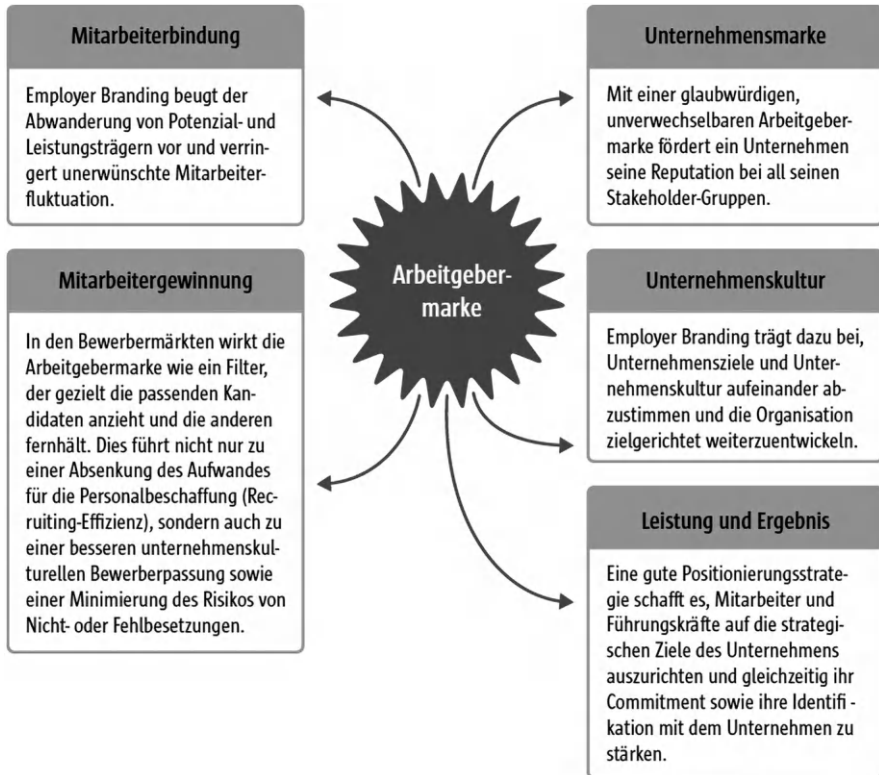 Mitarbeiterbindung
Employer Branding beugt der
Abwanderung von Potenzial- und
Leistungsträgern vor und verrin-
gert unerwünschte Mitarbeiter-
fluktuation.
Mitarbeitergewinnung
In den Bewerbermärkten wirkt die
Arbeitgebermarke wie ein Filter,
der gezielt die passenden Kan-
didaten anzieht und die anderen
fernhält. Dies führt nicht nur zu
einer Absenkung des Aufwandes
für die Personalbeschaffung (Rec-
ruiting-Effizienz), sondern auch zu
einer besseren unternehmenskul-
turellen Bewerberpassung sowie
einer Minimierung des Risikos von
Nicht- oder Fehlbesetzungen.
Arbeitgeber-
marke
Unternehmensmarke
Mit einer glaubwürdigen,
unverwechselbaren Arbeitgeber-
marke fördert ein Unternehmen
seine Reputation bei all seinen
Stakeholder-Gruppen.
Unternehmenskultur
Employer Branding trägt dazu bei,
Unternehmensziele und Unter-
nehmenskultur aufeinander ab-
zustimmen und die Organisation
zielgerichtet weiterzuentwickeln.
Leistung und Ergebnis
Eine gute Positionierungsstrate-
gie schafft es, Mitarbeiter und
Führungskräfte auf die strategi-
schen Ziele des Unternehmens
auszurichten und gleichzeitig ihr
Commitment sowie ihre Identifi -
kation mit dem Unternehmen zu
stärken.